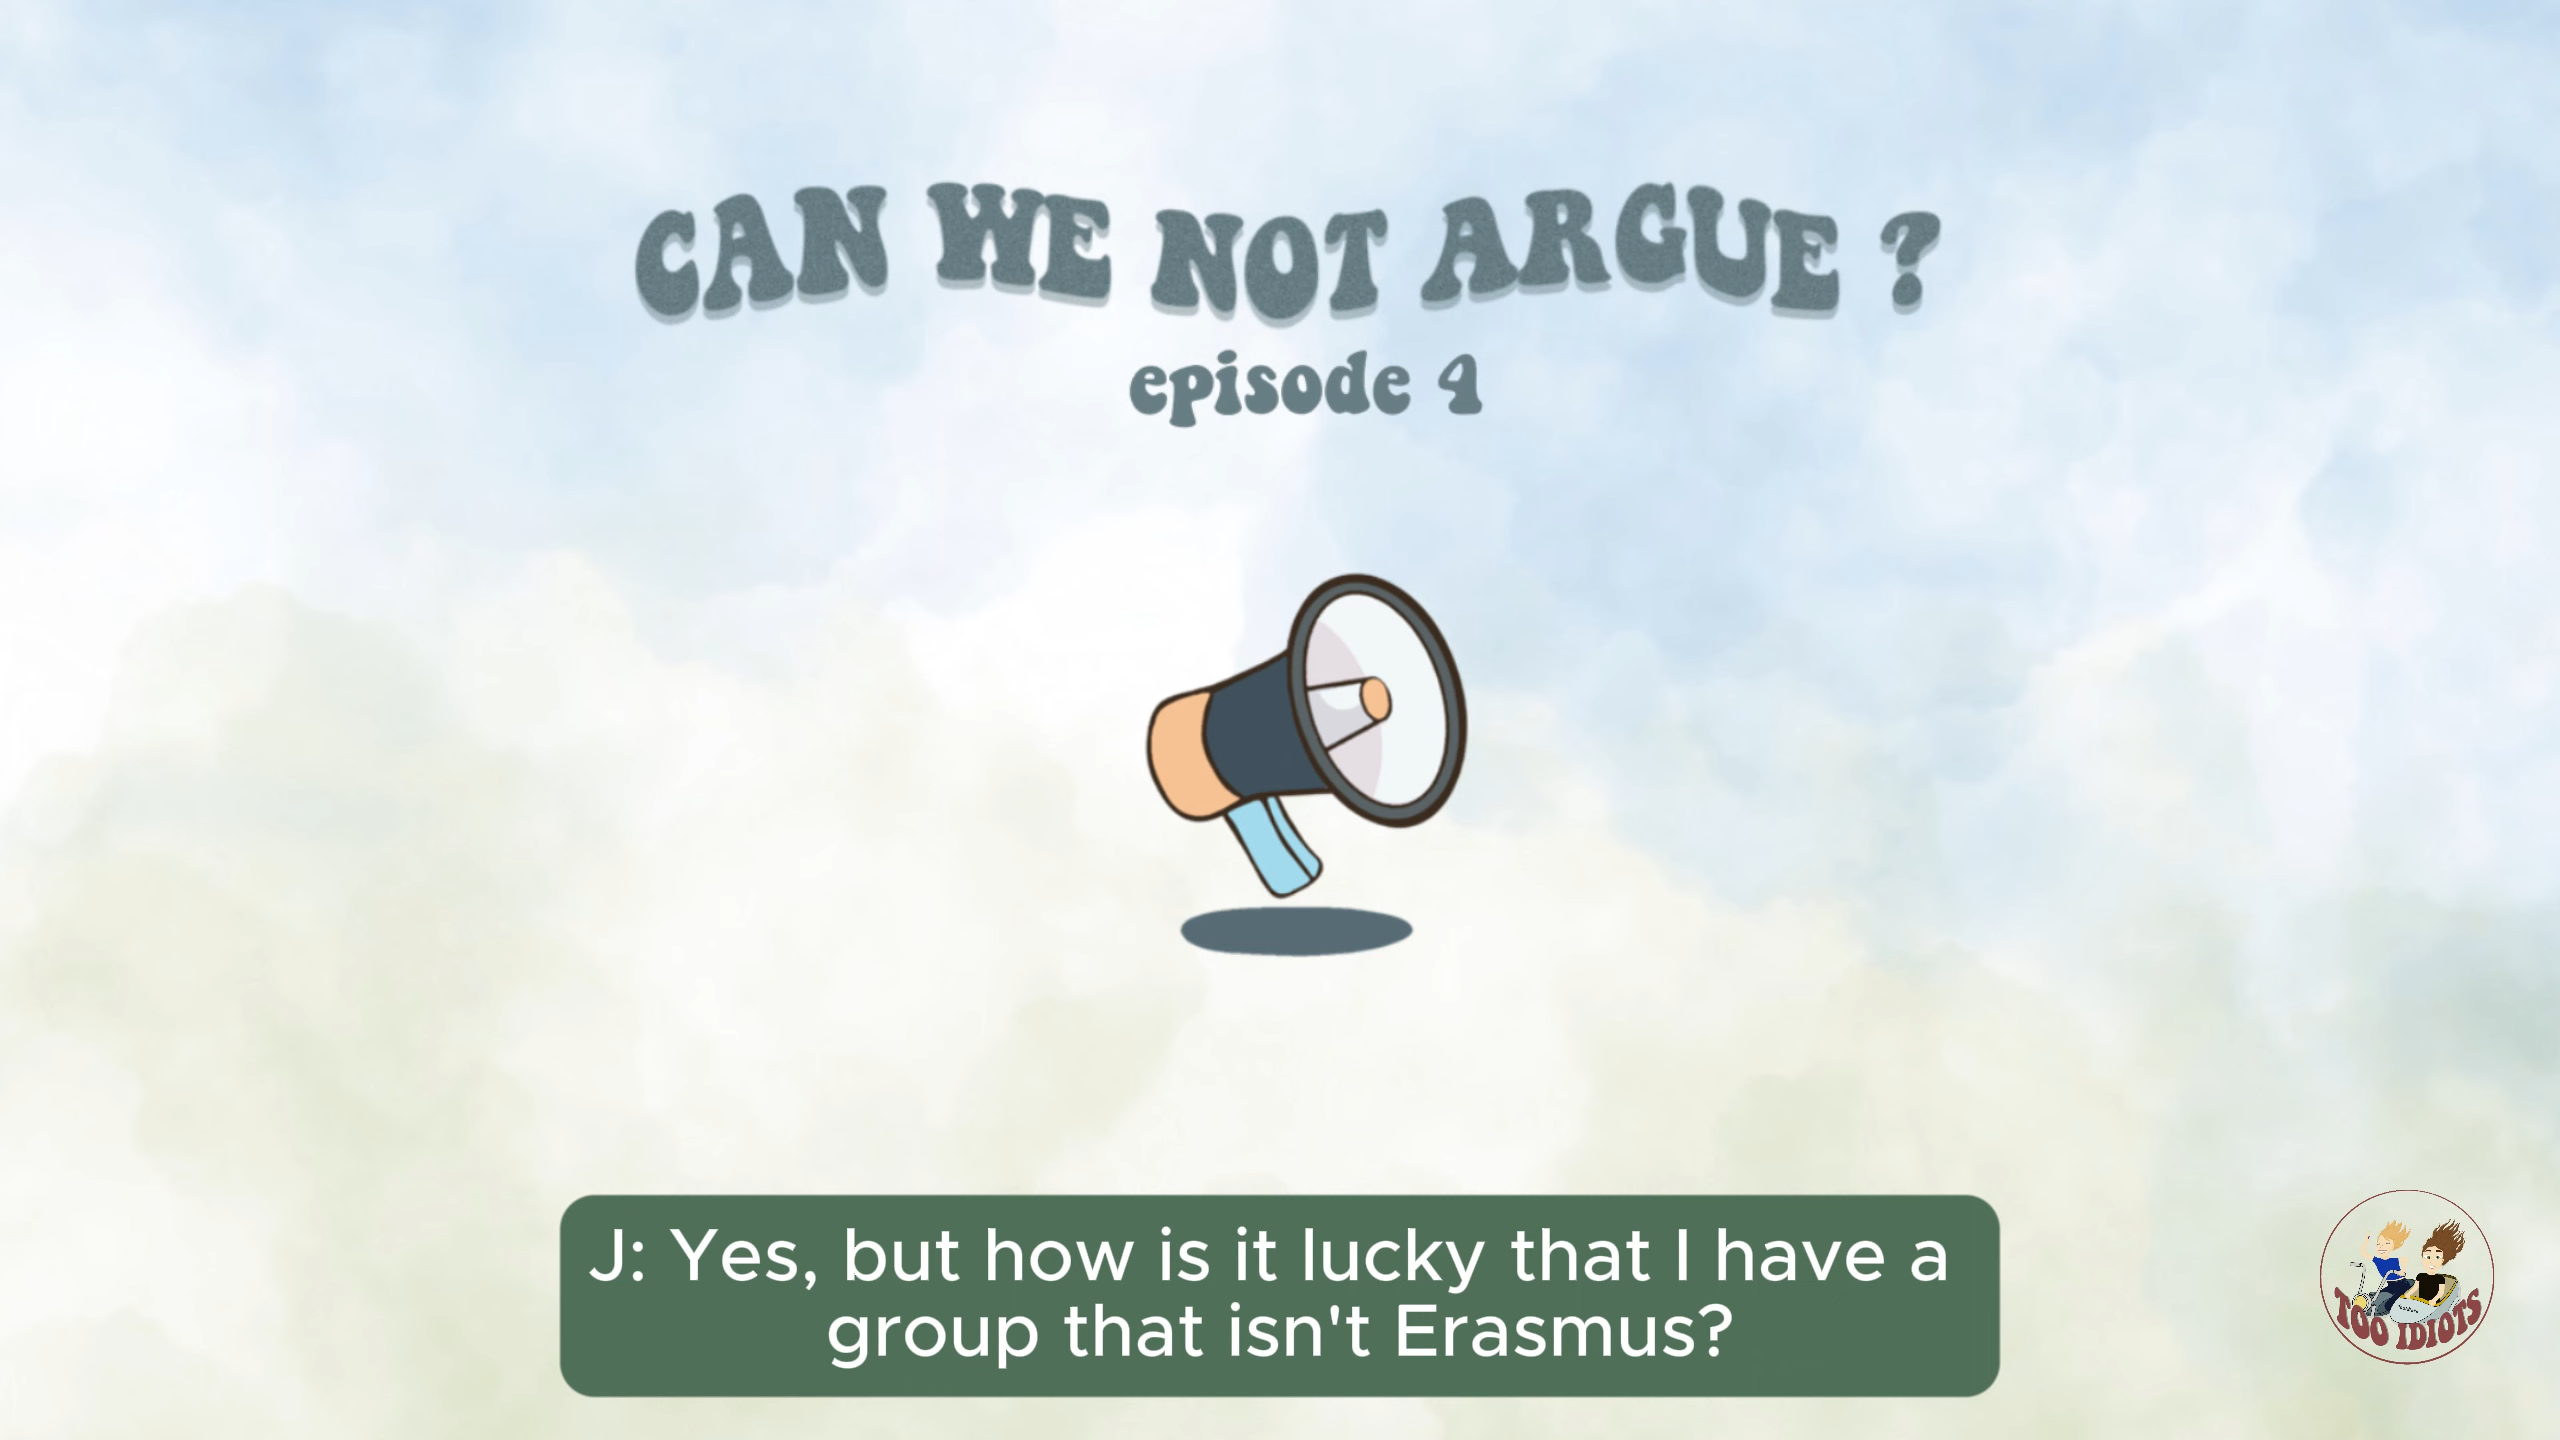 CAN WE NOT ARGUE ?
episode 4
J: Yes, but how is it lucky that I have a
group that isn't Erasmus?
TOO IDIOTS